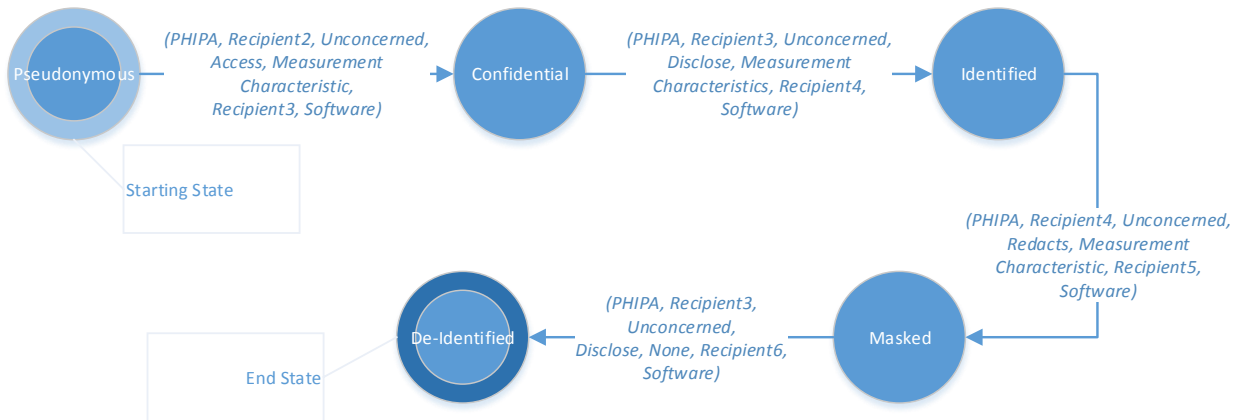 Pseudonymous
(PHIPA, Recipient2, Unconcerned,
Access, Measurement
Characteristic,
Recipient3, Software)
Confidential
(PHIPA, Recipient3, Unconcerned,
Disclose, Measurement
Characteristics, Recipient4,
Software)
Identified
Starting State
(PHIPA, Recipient4, Unconcerned,
Redacts, Measurement
Characteristic, Recipient5,
Software)
Masked
(PHIPA, Recipient3,
Unconcerned,
Disclose, None, Recipient6,
Software)
De-Identified
End State